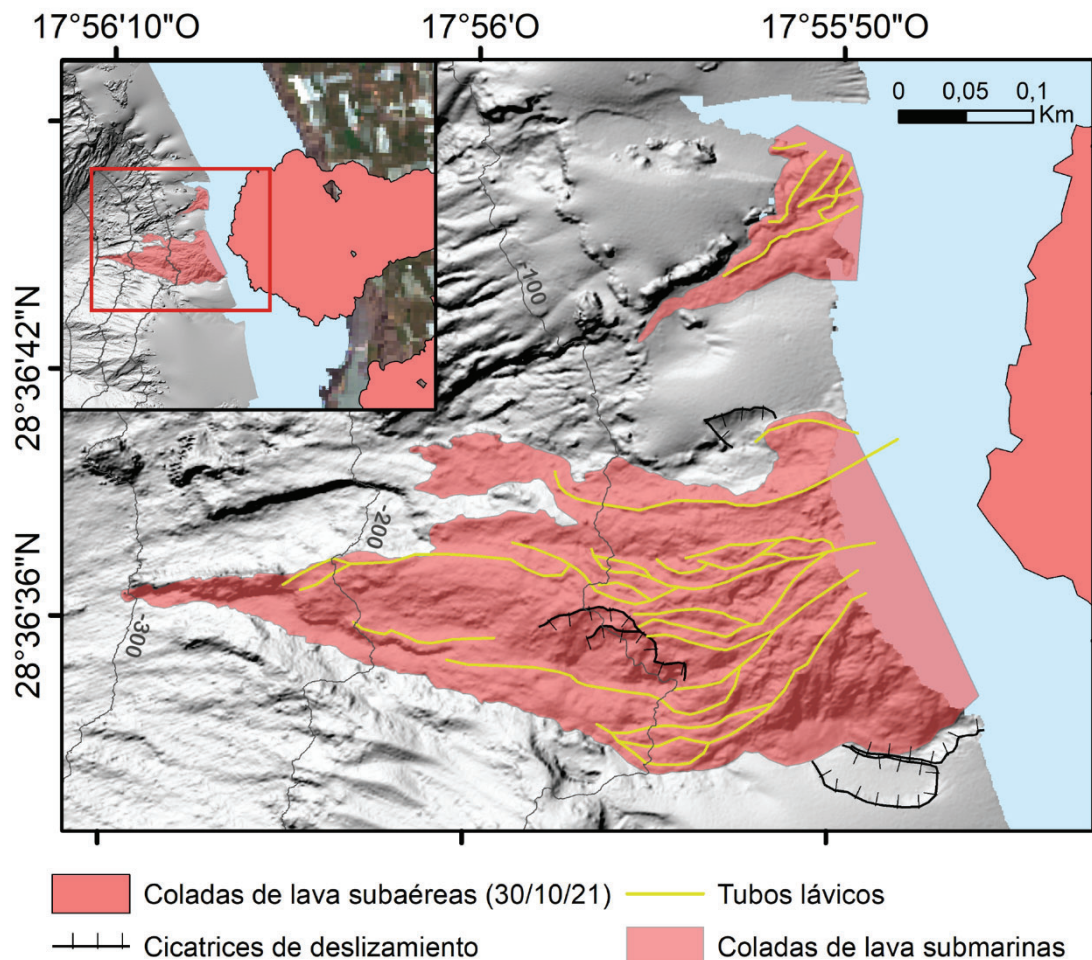 17°56'10"O 17°56'O 17°55'50"O
0 0,05 0,1
Km
28°36'42"N
-100
-200
28°36'36"N
-300
Coladas de lava subaéreas (30/10/21)
Tubos lávicos
Cicatrices de deslizamiento
Coladas de lava submarinas